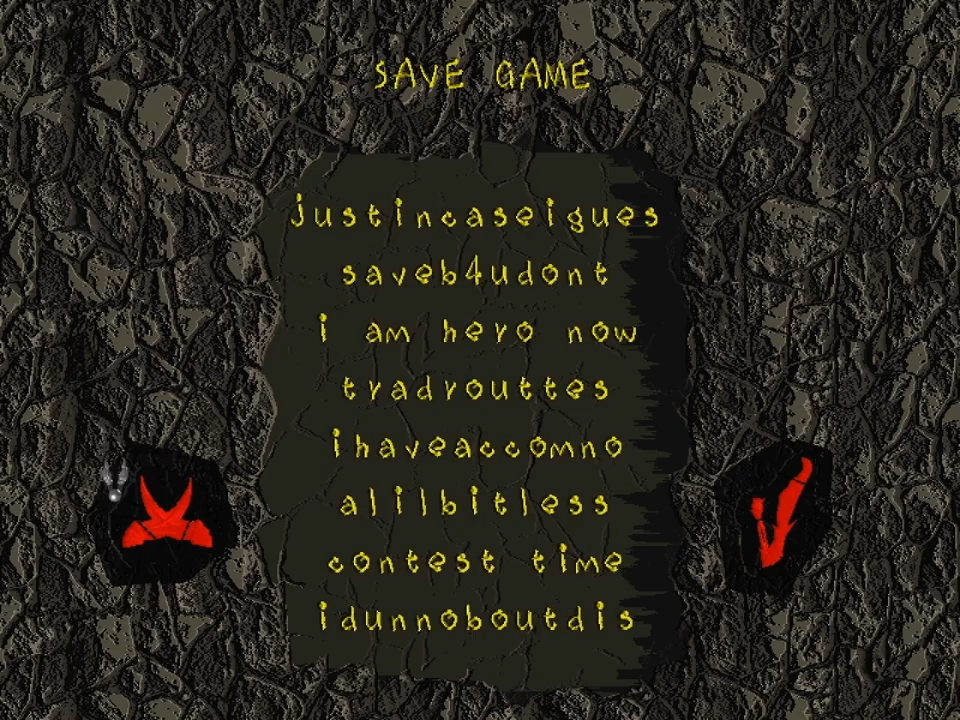 SAVE GAME
justincaseigues
saveb4udont
i am hero now
tradrouttes
ihaveaccomno
alilbitless
contest time
idunnoboutdis